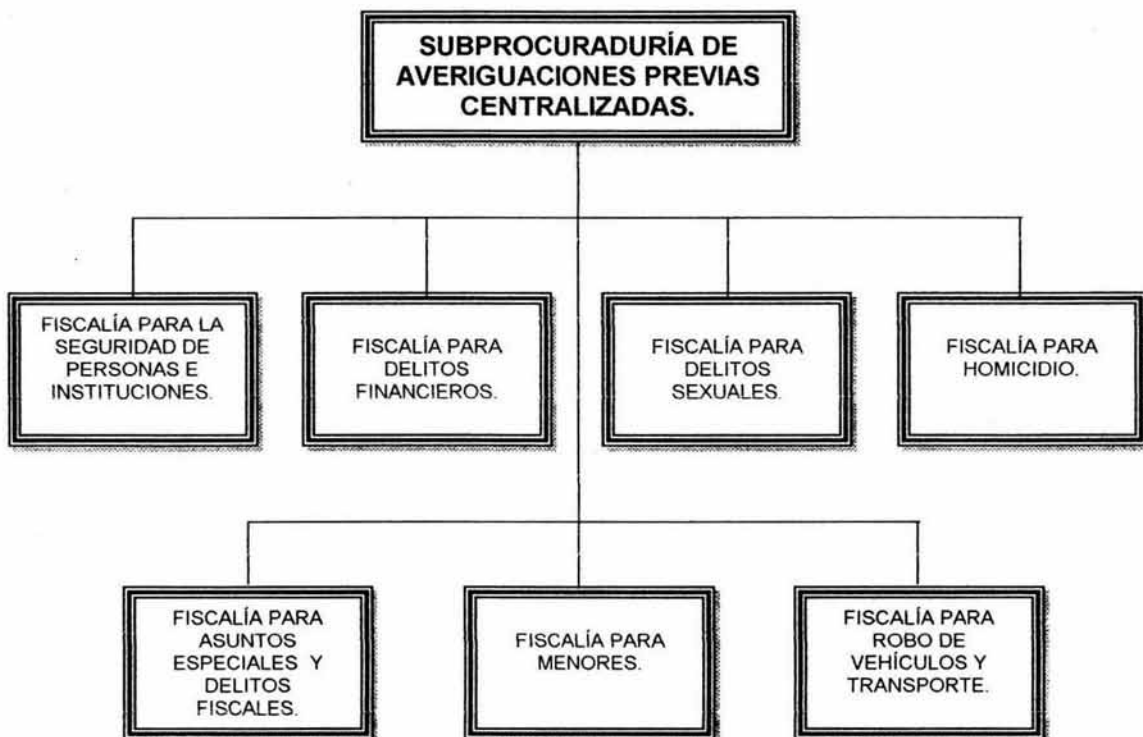 SUBPROCURADURÍA DE
AVERIGUACIONES PREVIAS
CENTRALIZADAS.
FISCALÍA PARA LA
SEGURIDAD DE
PERSONAS E
INSTITUCIONES.
FISCALÍA PARA
DELITOS
FINANCIEROS.
FISCALÍA PARA
DELITOS
SEXUALES.
FISCALÍA PARA
HOMICIDIO.
FISCALÍA PARA
ASUNTOS
ESPECIALES Y
DELITOS
FISCALES.
FISCALÍA PARA
MENORES.
FISCALÍA PARA
ROBO DE
VEHÍCULOS Y
TRANSPORTE.